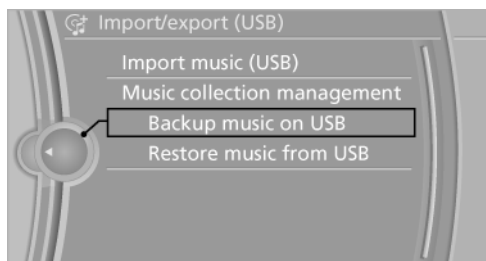 Import/export (USB)
Import music (USB)
Music collection management
Backup music on USB
Restore music from USB